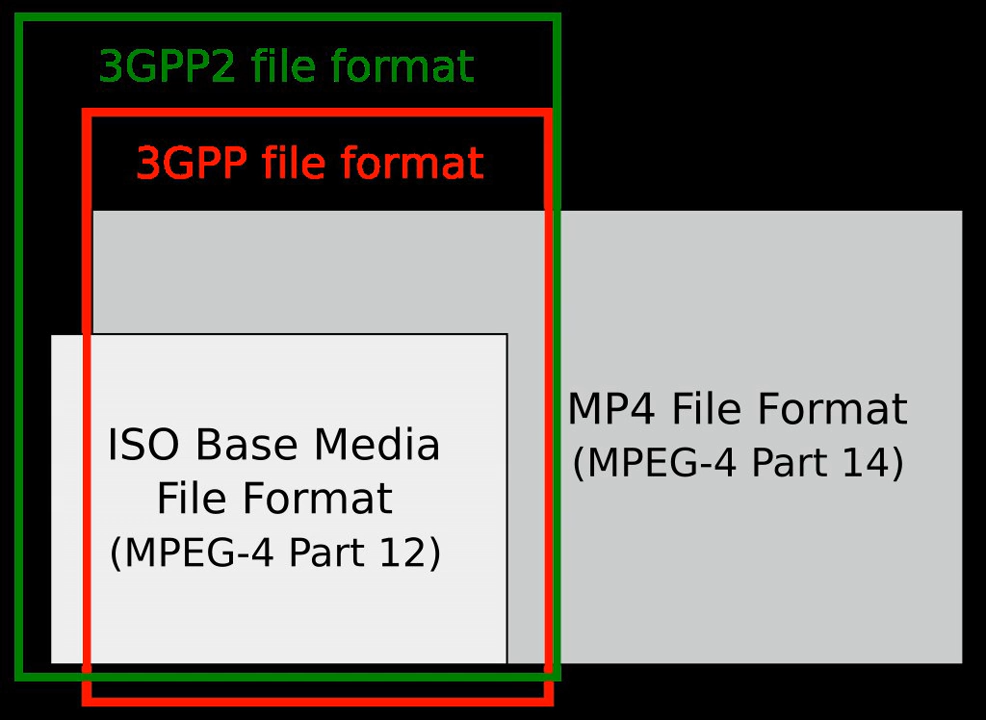 3GPP2 file format
3GPP file format
MP4 File Format
(MPEG-4 Part 14)
ISO Base Media
File Format
(MPEG-4 Part 12)